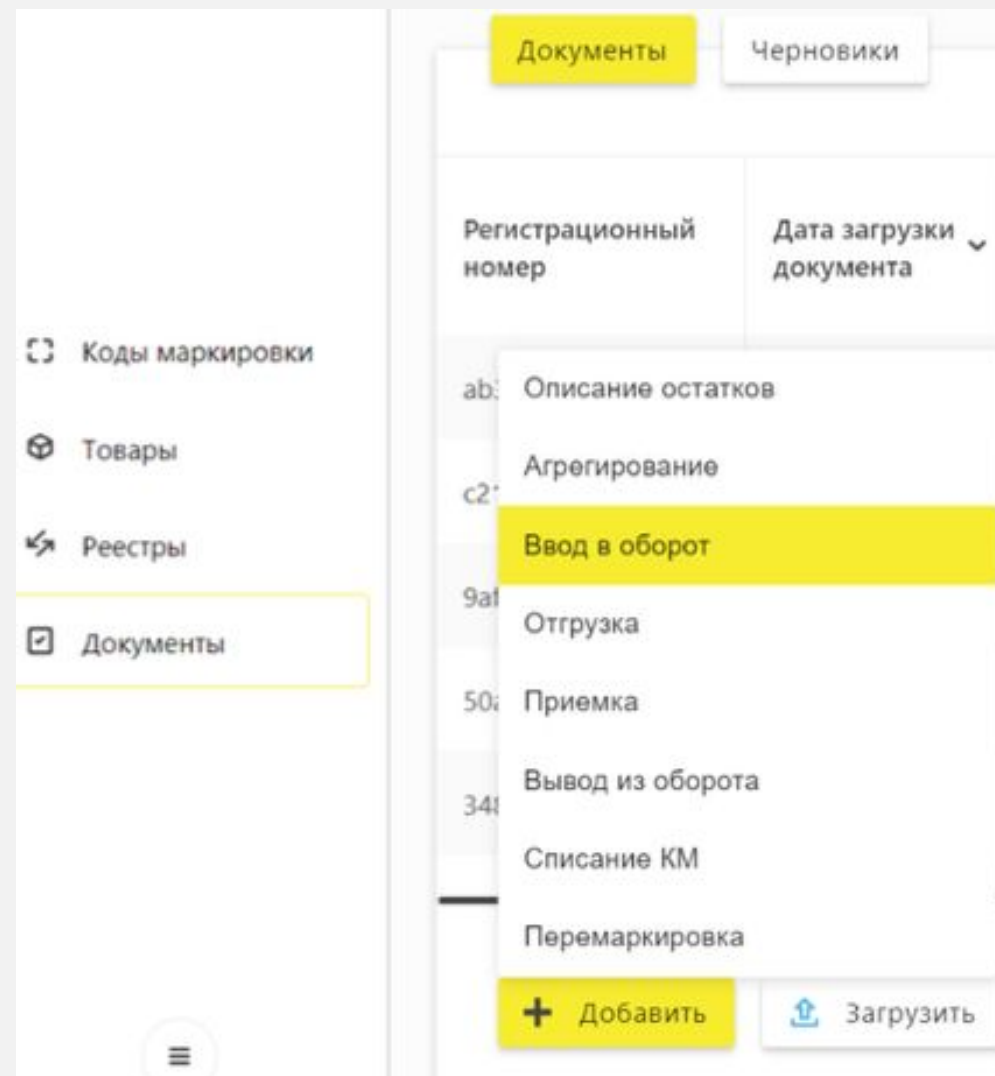 Документы
Черновики
Регистрационный
номер
Дата загрузки
документа
Коды маркировки
Товары
Реестры
Документы
Описание остатков
Агрегирование
Ввод в оборот
Отгрузка
Приемка
Вывод из оборота
Списание КМ
Перемаркировка
Добавить
Загрузить